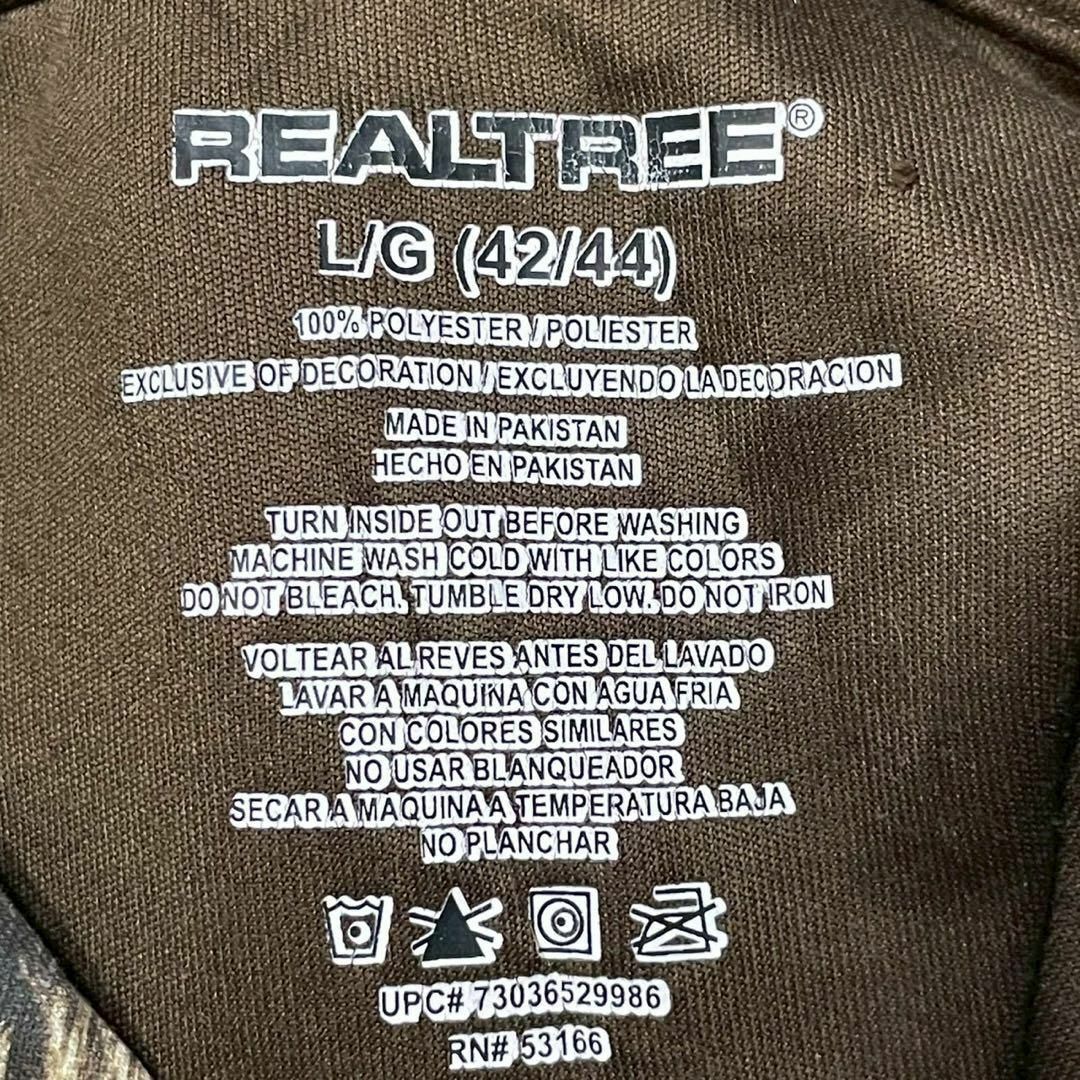 REALTREE®
L/G (42/44)
100% POLYESTER / POLIESTER
EXCLUSIVE OF DECORATION / EXCLUYENDO LA DECORACION
MADE IN PAKISTAN
HECHO EN PAKISTAN
TURN INSIDE OUT BEFORE WASHING
MACHINE WASH COLD WITH LIKE COLORS
DO NOT BLEACH. TUMBLE DRY LOW. DO NOT IRON
VOLTEAR AL REVES ANTES DEL LAVADO
LAVAR A MAQUINA CON AGUA FRIA
CON COLORES SIMILARES
NO USAR BLANQUEADOR
SECAR A MAQUINA A TEMPERATURA BAJA
NO PLANCHAR
UPC# 73036529986
RN# 53166